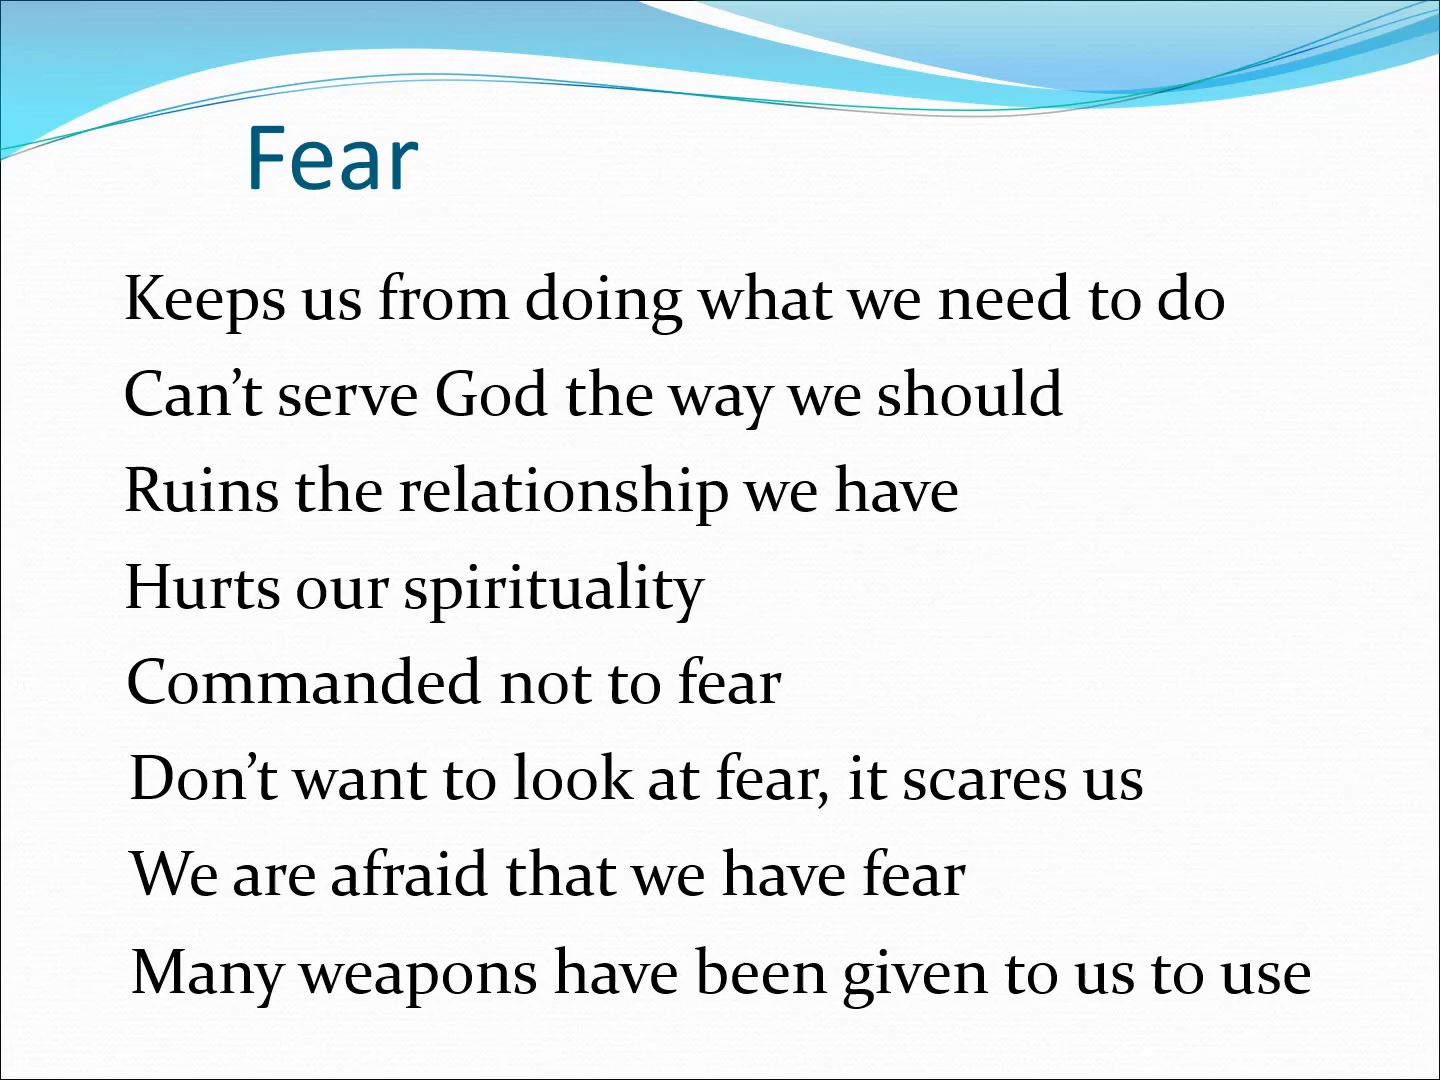 Fear
Keeps us from doing what we need to do
Can’t serve God the way we should
Ruins the relationship we have
Hurts our spirituality
Commanded not to fear
Don’t want to look at fear, it scares us
We are afraid that we have fear
Many weapons have been given to us to use